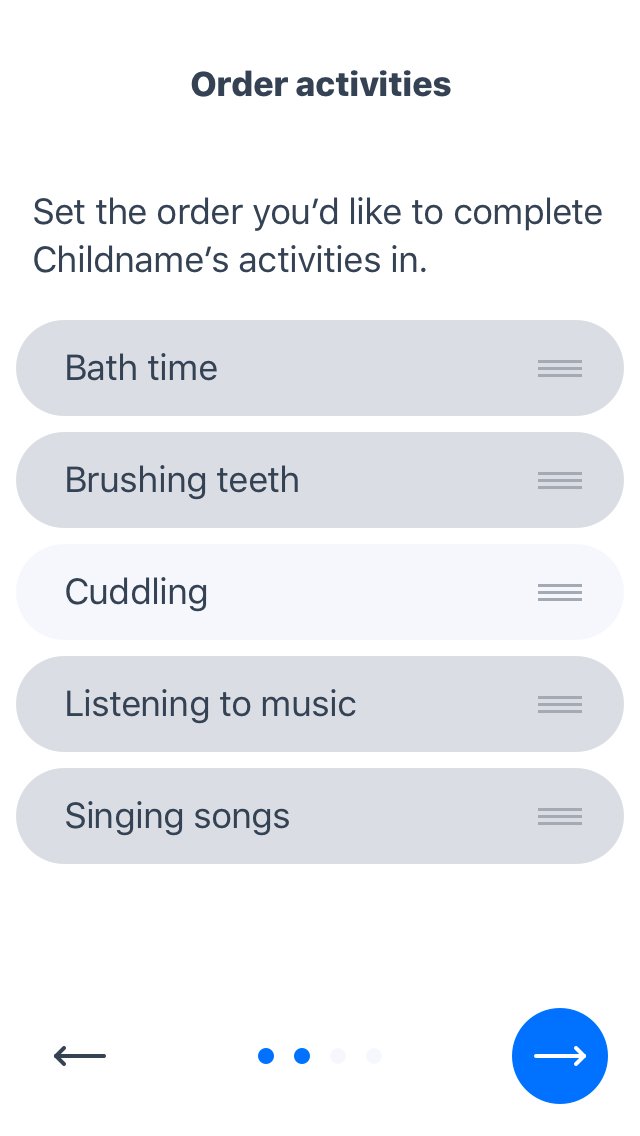 Order activities
Set the order you’d like to complete
Childname’s activities in.
Bath time
Brushing teeth
Cuddling
Listening to music
Singing songs